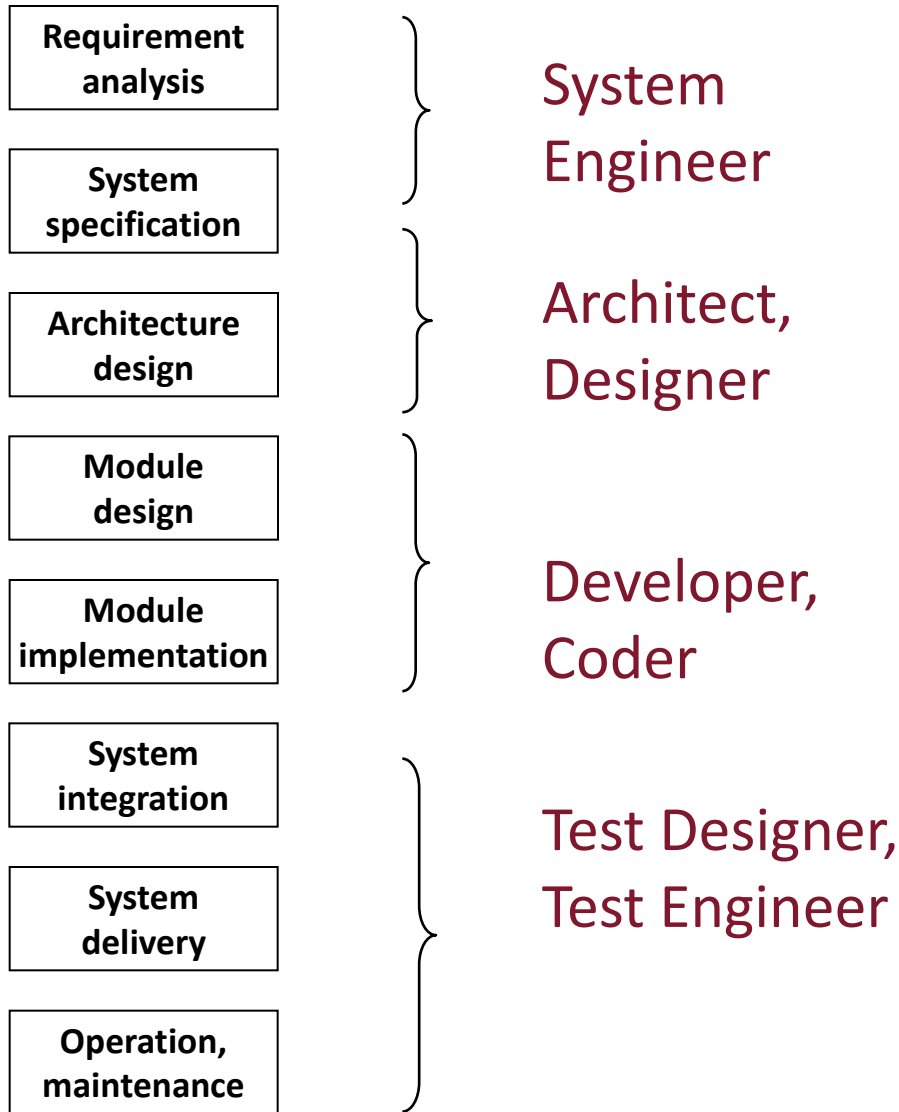 Requirement
analysis
System
Engineer
System
specification
Architecture
design
Architect,
Designer
Module
design
Module
implementation
Developer,
Coder
System
integration
System
delivery
Test Designer,
Test Engineer
Operation,
maintenance